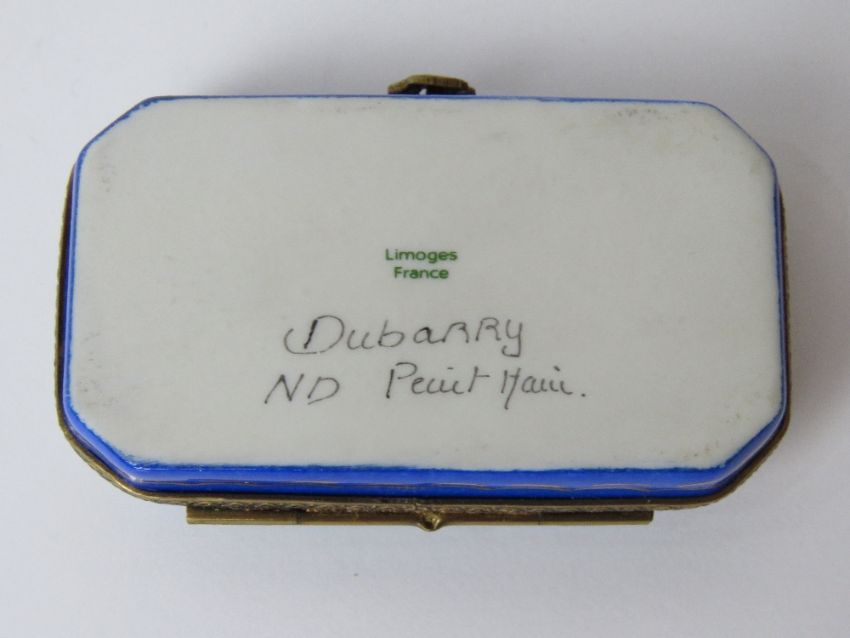 Limoges
France
DubaRRy
ND Peint Main.